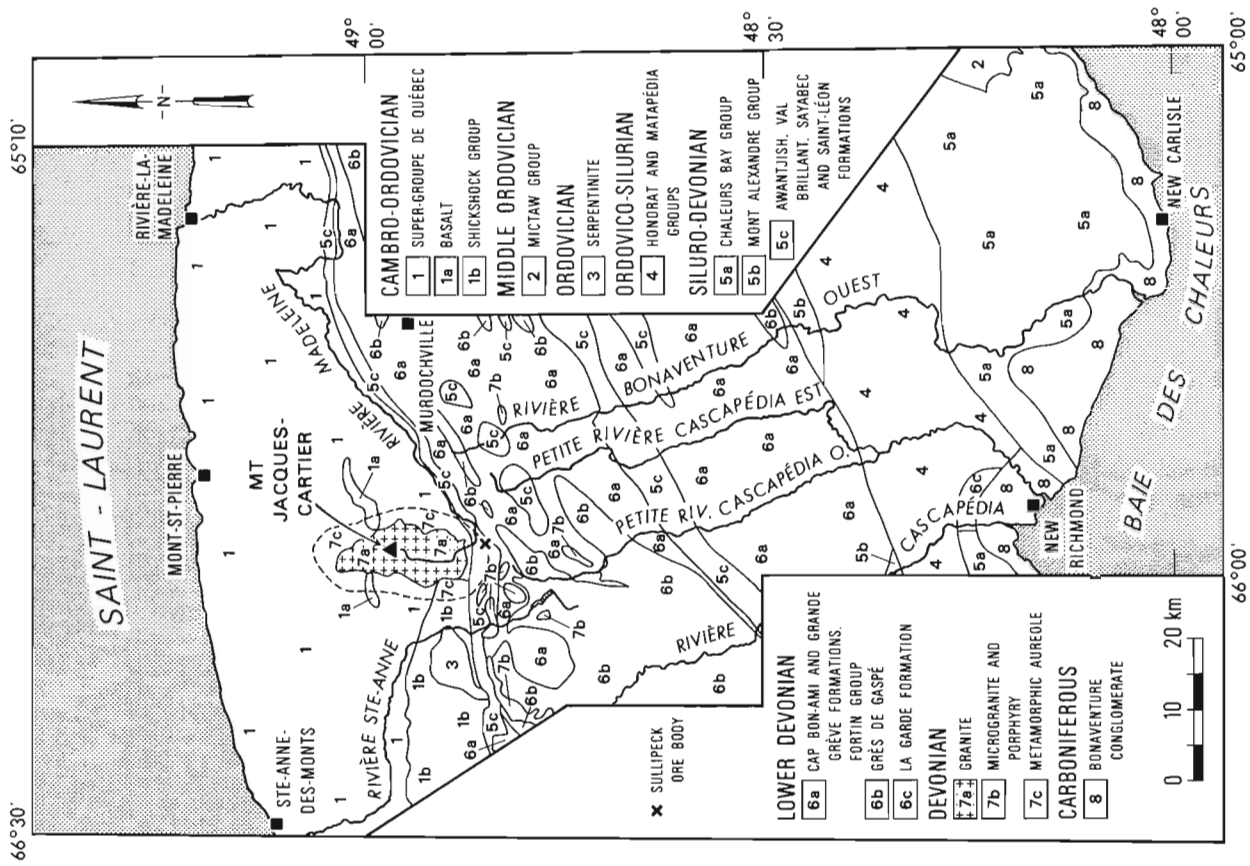 66°30'
65°10'
SAINT - LAURENT
RIVIÈRE-LA-
MADELEINE
MONT-ST-PIERRE
STE-ANNE-
DES-MONTS
-N-
49°
00'
48°
30'
48°
00'
65°00'
66°00'
MT
JACQUES-
CARTIER
RIVIÈRE MADELEINE
MURDOCHVILLE
RIVIÈRE STE-ANNE
RIVIÈRE BONAVENTURE OUEST
PETITE RIVIÈRE CASCAPÉDIA EST
PETITE RIV. CASCAPÉDIA O.
RIVIÈRE CASCAPÉDIA
NEW
RICHMOND
NEW CARLISLE
BAIE DES CHALEURS
CAMBRO-ORDOVICIAN
1 SUPER-GROUPE DE QUÉBEC
1a BASALT
1b SHICKSHOCK GROUP
MIDDLE ORDOVICIAN
2 MICTAW GROUP
ORDOVICIAN
3 SERPENTINITE
ORDOVICO-SILURIAN
4 HONORAT AND MATAPÉDIA
GROUPS
SILURO-DEVONIAN
5a CHALEURS BAY GROUP
5b MONT ALEXANDRE GROUP
5c AWANTJISH, VAL
BRILLANT, SAYABEC
AND SAINT-LÉON
FORMATIONS
× SULLIPECK
ORE BODY
LOWER DEVONIAN
6a CAP BON-AMI AND GRANDE
GRÈVE FORMATIONS.
FORTIN GROUP
6b GRÈS DE GASPÉ
6c LA GARDE FORMATION
DEVONIAN
7a GRANITE
7b MICROGRANITE AND
PORPHYRY
7c METAMORPHIC AUREOLE
CARBONIFEROUS
8 BONAVENTURE
CONGLOMERATE
0 10 20 km